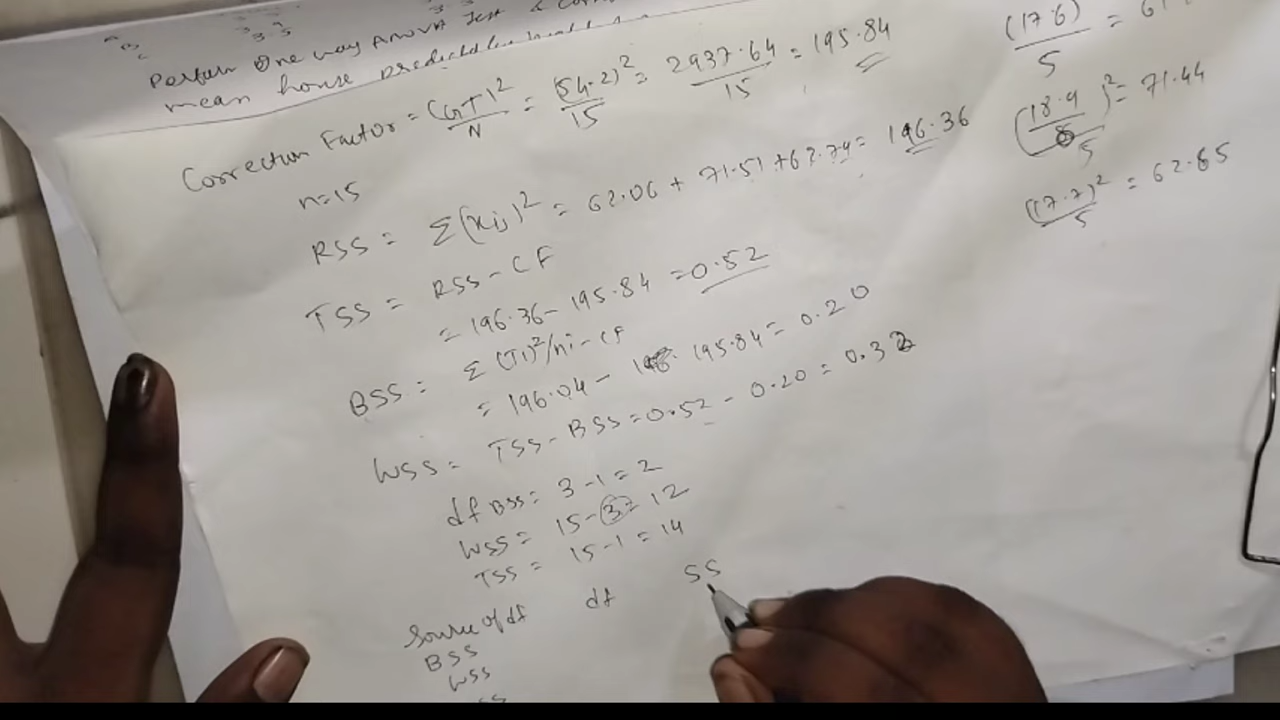 Perform One way ANOVA Test
mean house
Correction Factor = (GT)²/N = (54.2)²/15 = 2937.64/15 = 195.84
n=15
RSS = Σ(xij)² = 62.06 + 71.51 + 62.79 = 196.36
TSS = RSS - CF
= 196.36 - 195.84 = 0.52
BSS = Σ(Ti)²/ni - CF
= 196.04 - 195.84 = 0.20
WSS = TSS - BSS = 0.52 - 0.20 = 0.32
df BSS = 3-1 = 2
WSS = 15-3 = 12
TSS = 15-1 = 14
Source of df df SS
BSS
WSS
(17.6)/5 = 61
(18.9/5)² = 71.44
(17.7)²/5 = 62.65